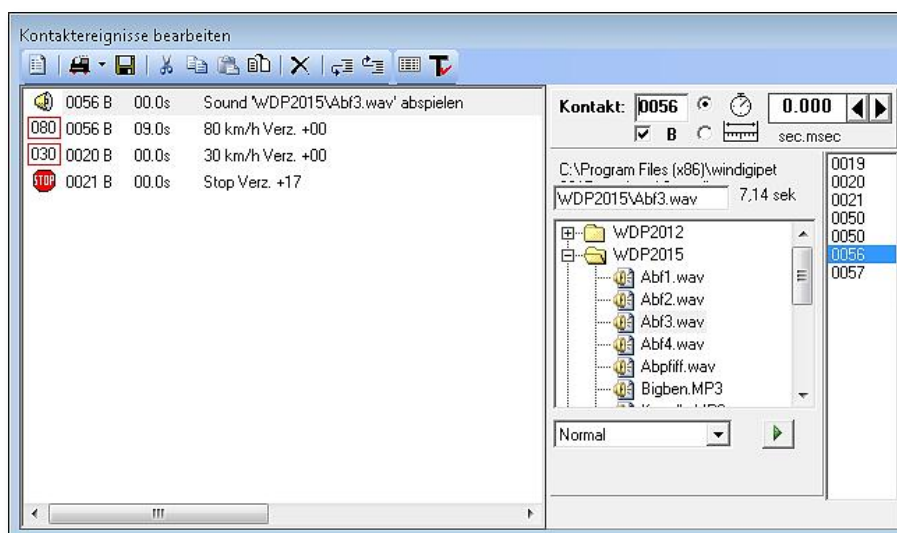 Kontaktereignisse bearbeiten
0056 B 00.0s Sound 'WDP2015\Abf3.wav' abspielen
080 0056 B 09.0s 80 km/h Verz. +00
030 0020 B 00.0s 30 km/h Verz. +00
STOP 0021 B 00.0s Stop Verz. +17
Kontakt: 0056 0.000
B sec.msec
C:\Program Files (x86)\windigipet
WDP2015\Abf3.wav 7,14 sek
WDP2012
WDP2015
Abf1.wav
Abf2.wav
Abf3.wav
Abf4.wav
Abpfiff.wav
Bigben.MP3
Normal
0019
0020
0021
0050
0050
0056
0057